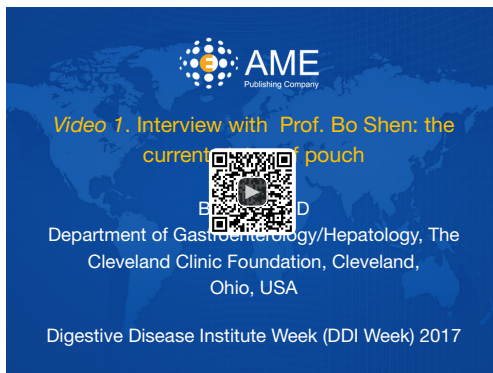 AME
Publishing Company
Video 1. Interview with Prof. Bo Shen: the
current pouch
Department of Gastroenterology/Hepatology, The
Cleveland Clinic Foundation, Cleveland,
Ohio, USA
Digestive Disease Institute Week (DDI Week) 2017